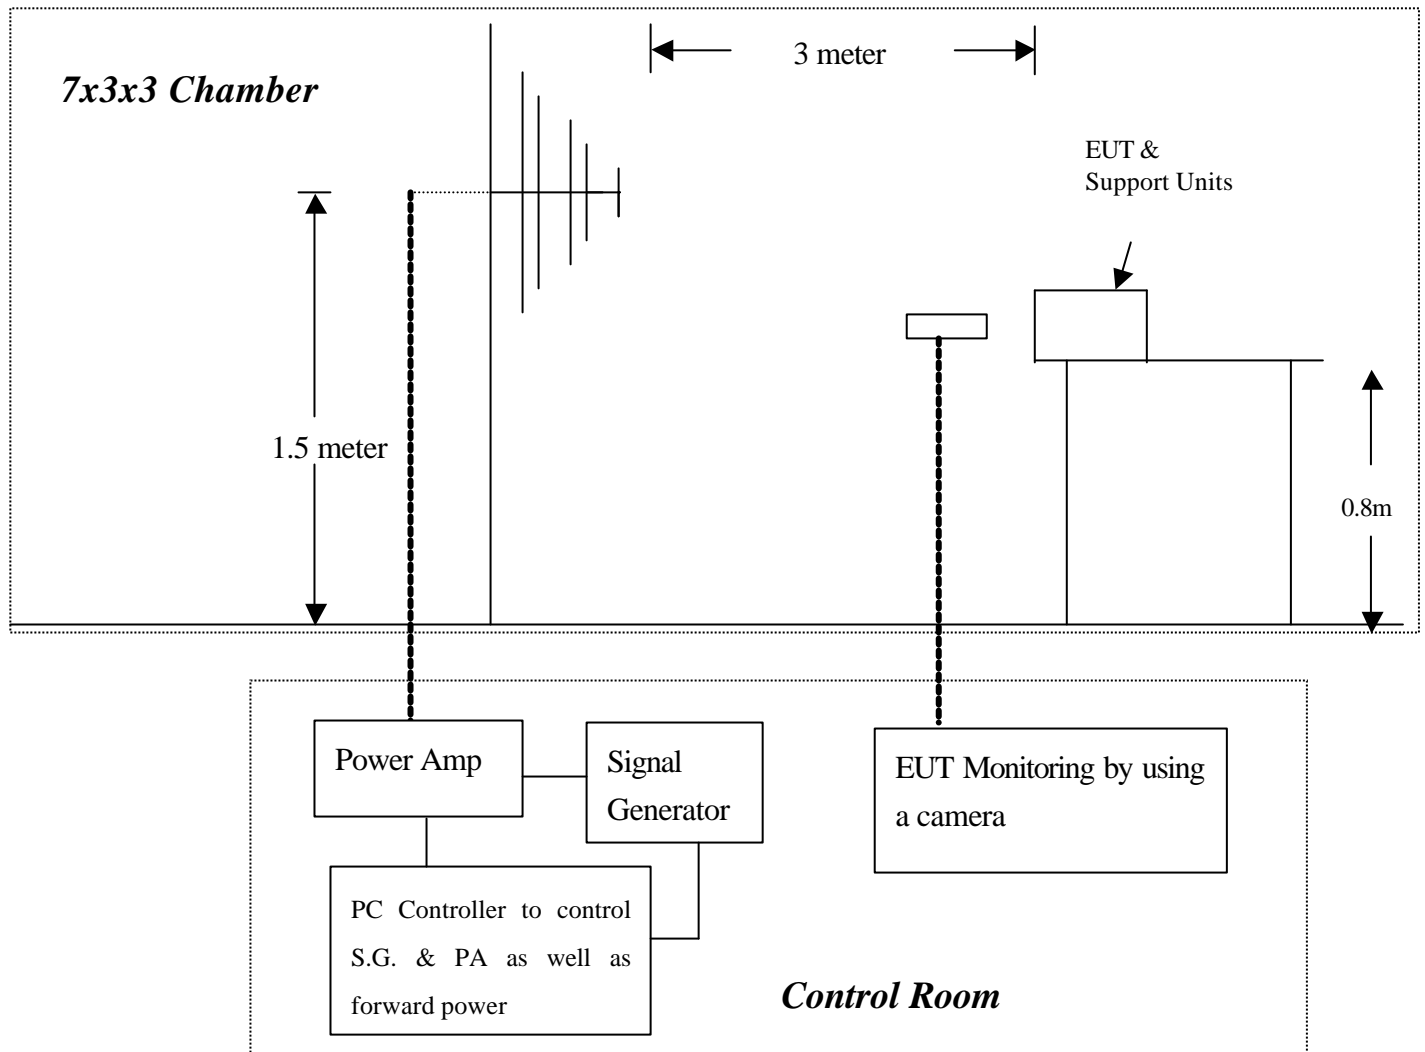 3 meter
7x3x3 Chamber
EUT &
Support Units
1.5 meter
0.8m
Power Amp
Signal
Generator
EUT Monitoring by using
a camera
PC Controller to control
S.G. & PA as well as
forward power
Control Room